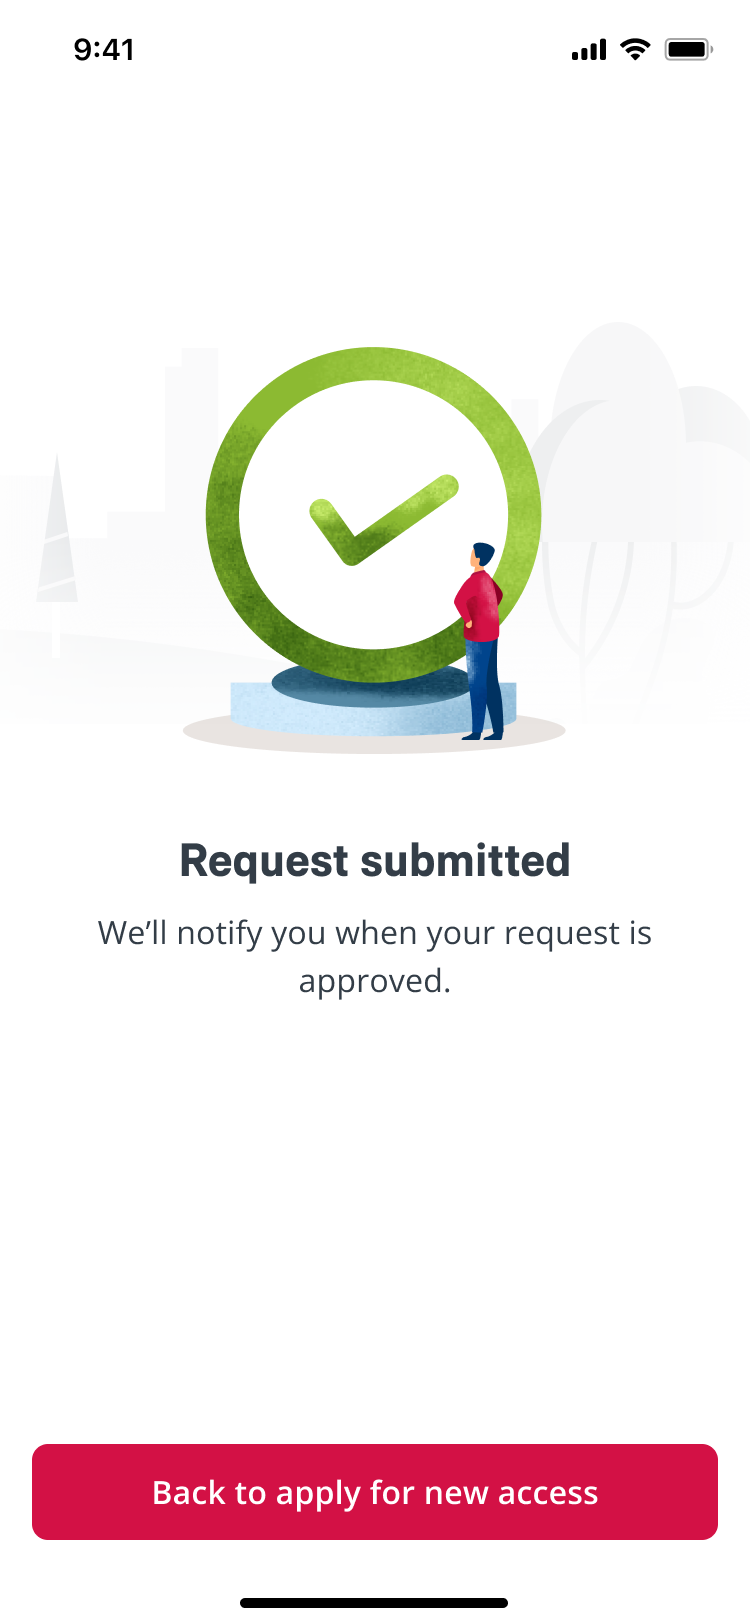 9:41
Request submitted
We’ll notify you when your request is
approved.
Back to apply for new access